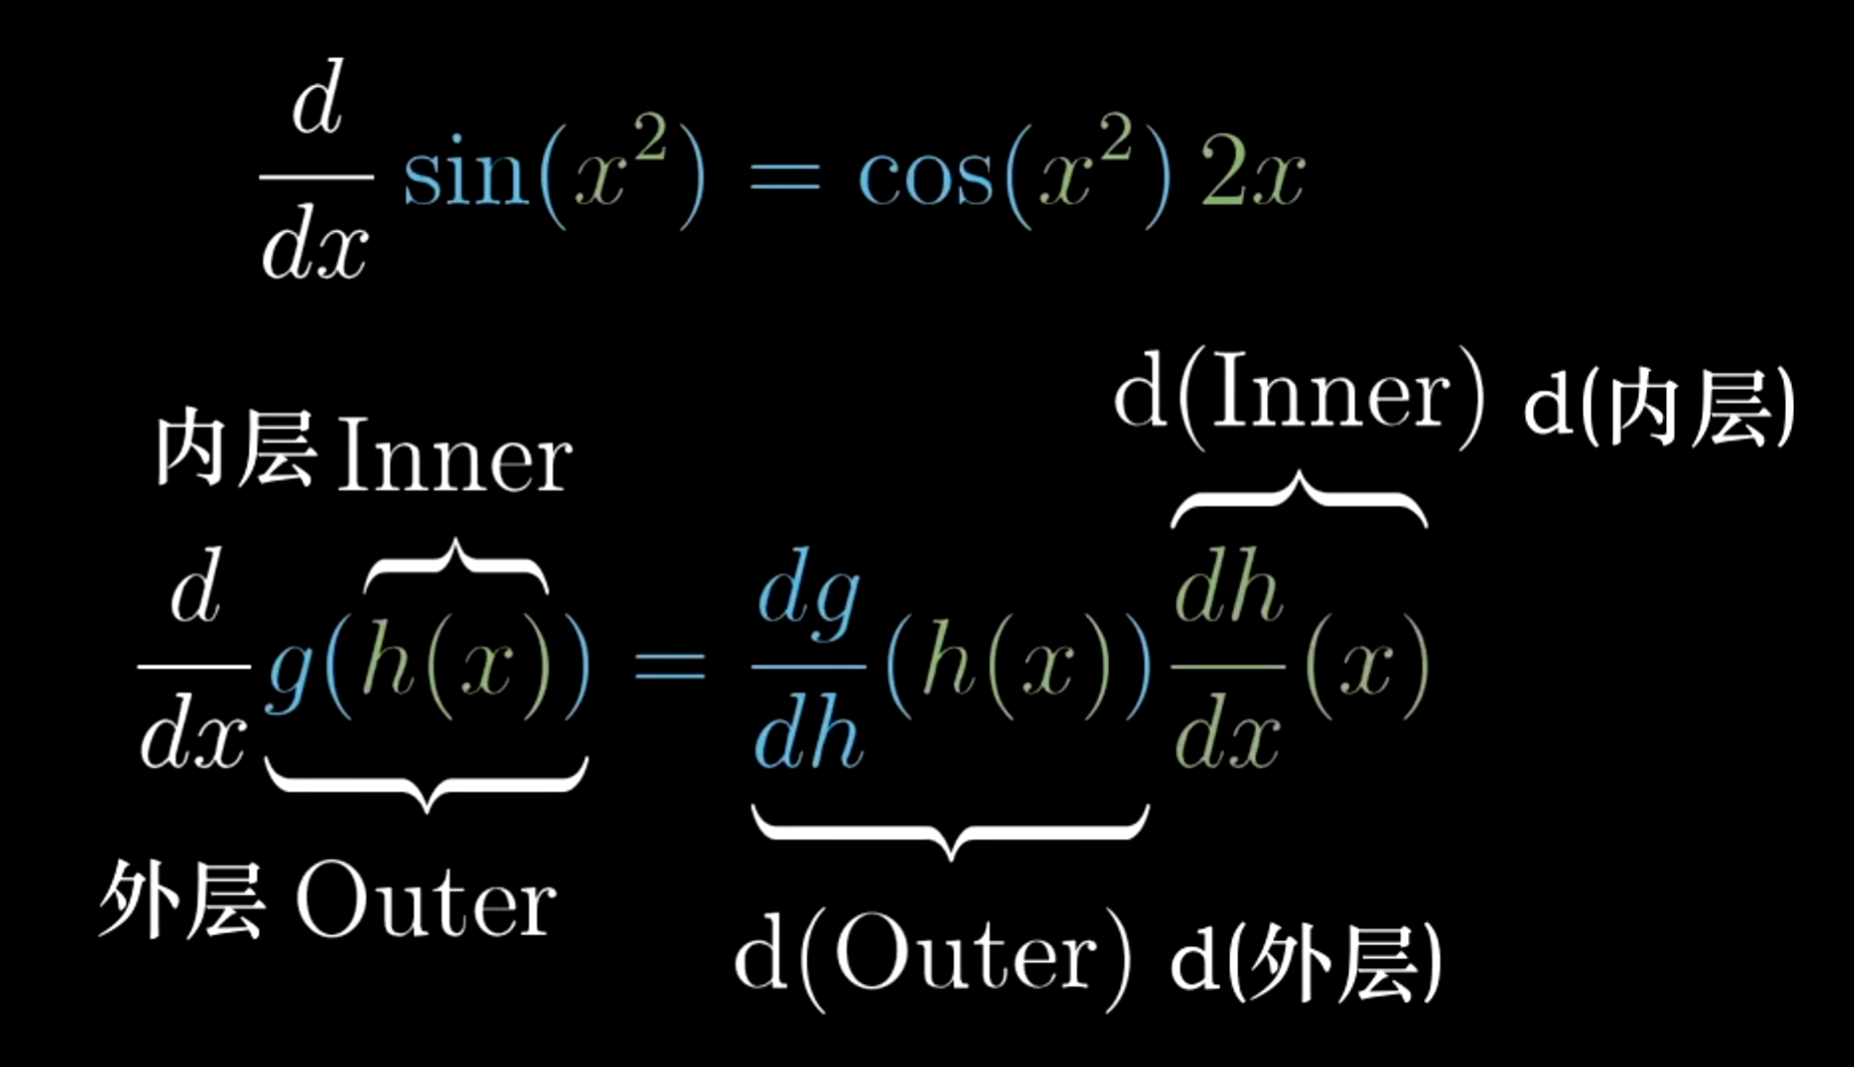 d/dx sin(x²) = cos(x²) 2x
d(Inner) d(内层)
内层 Inner
d/dx g(h(x)) = dg/dh (h(x)) dh/dx (x)
外层 Outer
d(Outer) d(外层)